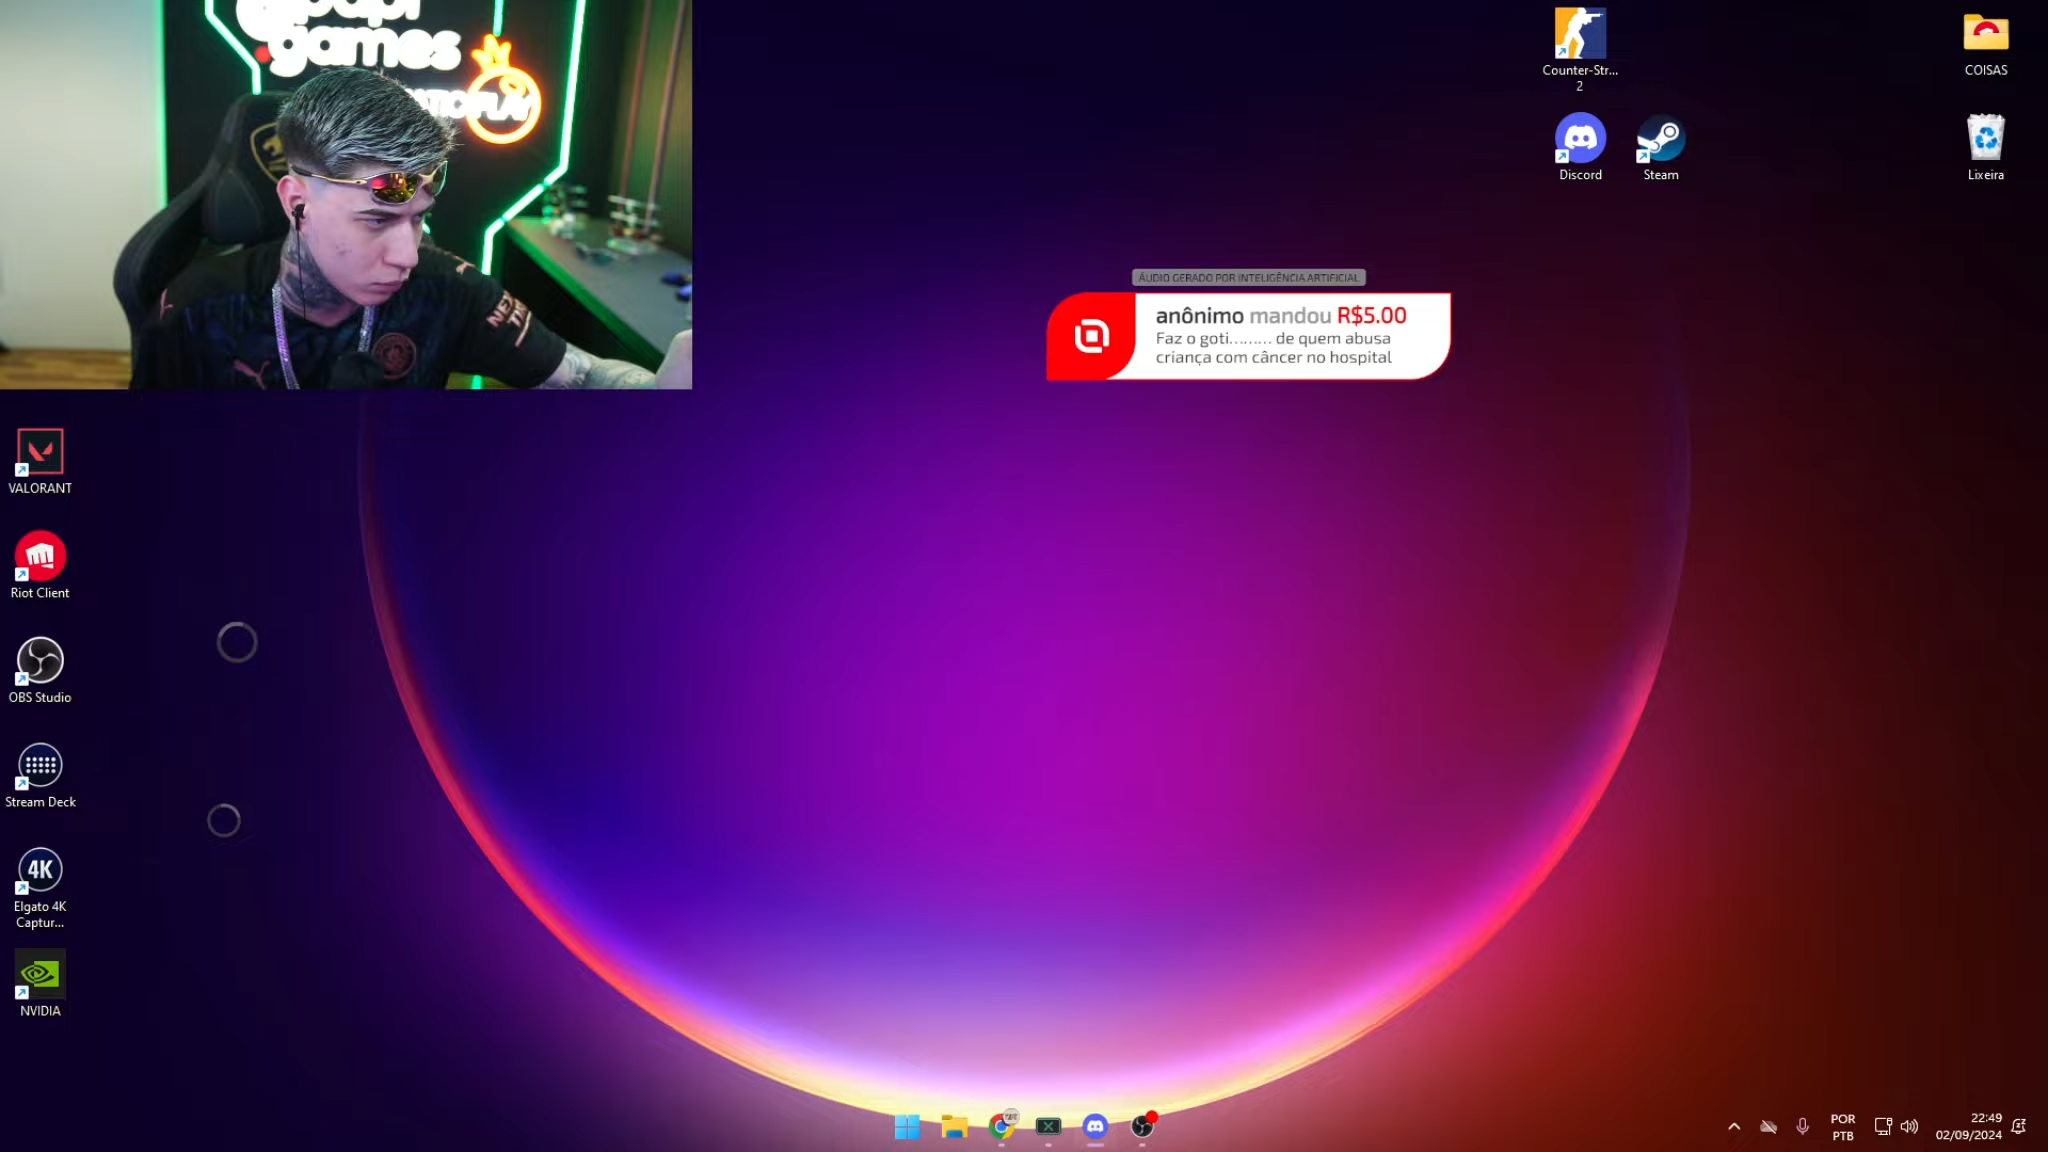 games
Counter-Str...
2
COISAS
Discord
Steam
Lixeira
ÁUDIO GERADO POR INTELIGÊNCIA ARTIFICIAL
anônimo mandou R$5.00
Faz o goti......... de quem abusa
criança com câncer no hospital
VALORANT
Riot Client
OBS Studio
Stream Deck
4K
Elgato 4K
Captur...
NVIDIA
POR
PTB
22:49
02/09/2024